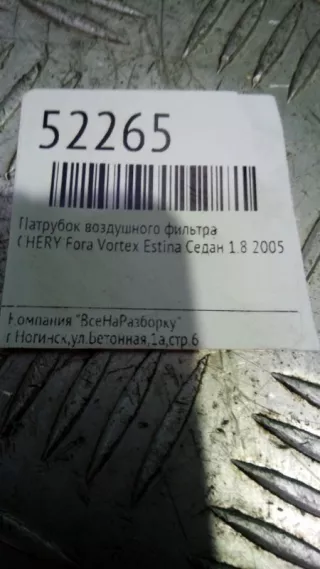 52265
Патрубок воздушного фильтра
CHERY Fora Vortex Estina Седан 1.8 2005
Компания "ВсеНаРазборку"
г.Ногинск,ул.Бетонная,1а,стр.6